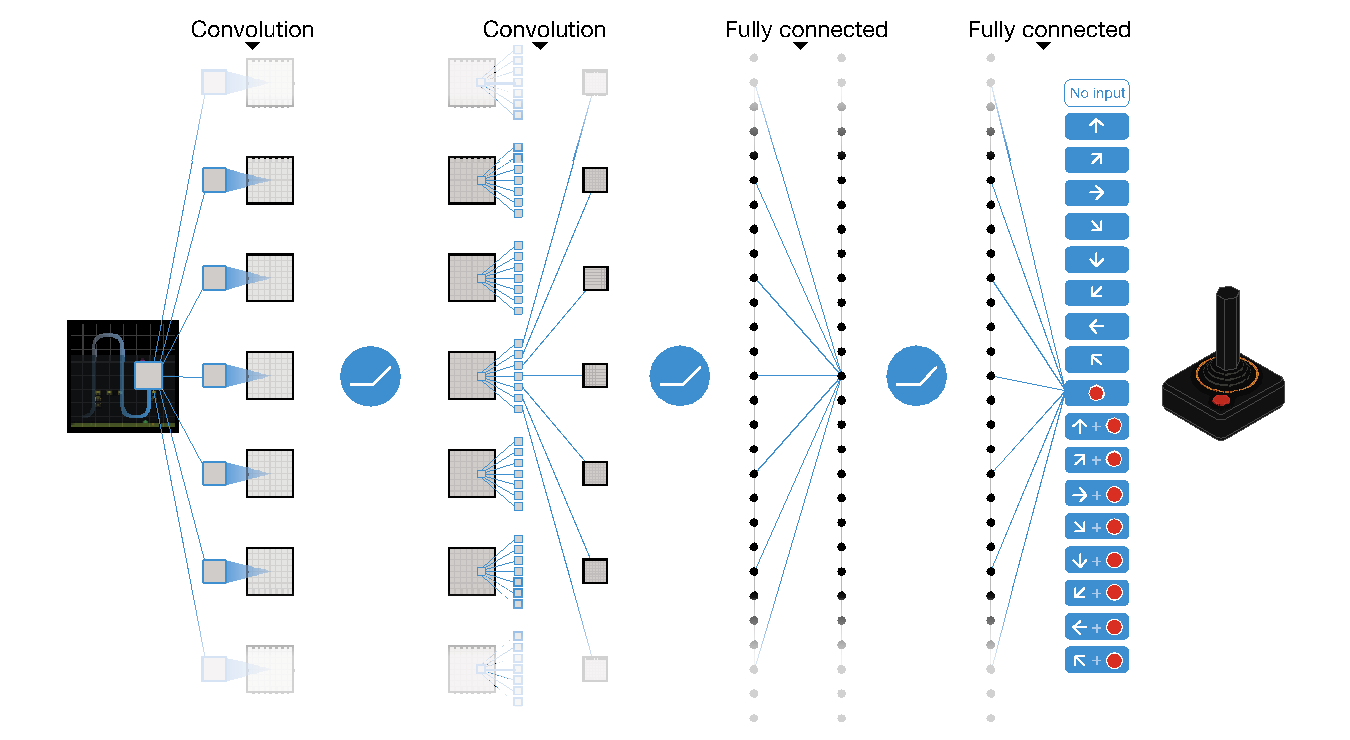 Convolution
Convolution
Fully connected
Fully connected
No input
+
+
+
+
+
+
+
+